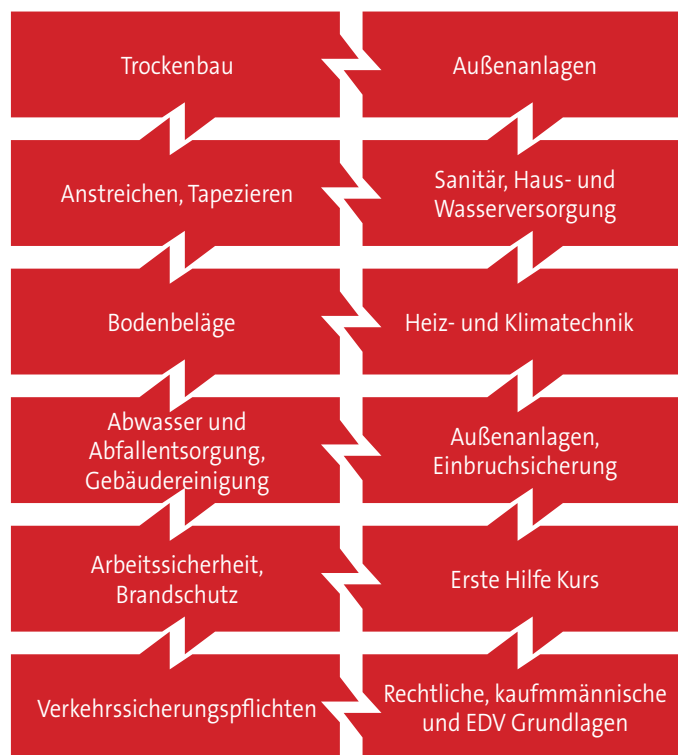 Trockenbau
Außenanlagen
Anstreichen, Tapezieren
Sanitär, Haus- und
Wasserversorgung
Bodenbeläge
Heiz- und Klimatechnik
Abwasser und
Abfallentsorgung,
Gebäudereinigung
Außenanlagen,
Einbruchsicherung
Arbeitssicherheit,
Brandschutz
Erste Hilfe Kurs
Verkehrssicherungspflichten
Rechtliche, kaufmmännische
und EDV Grundlagen